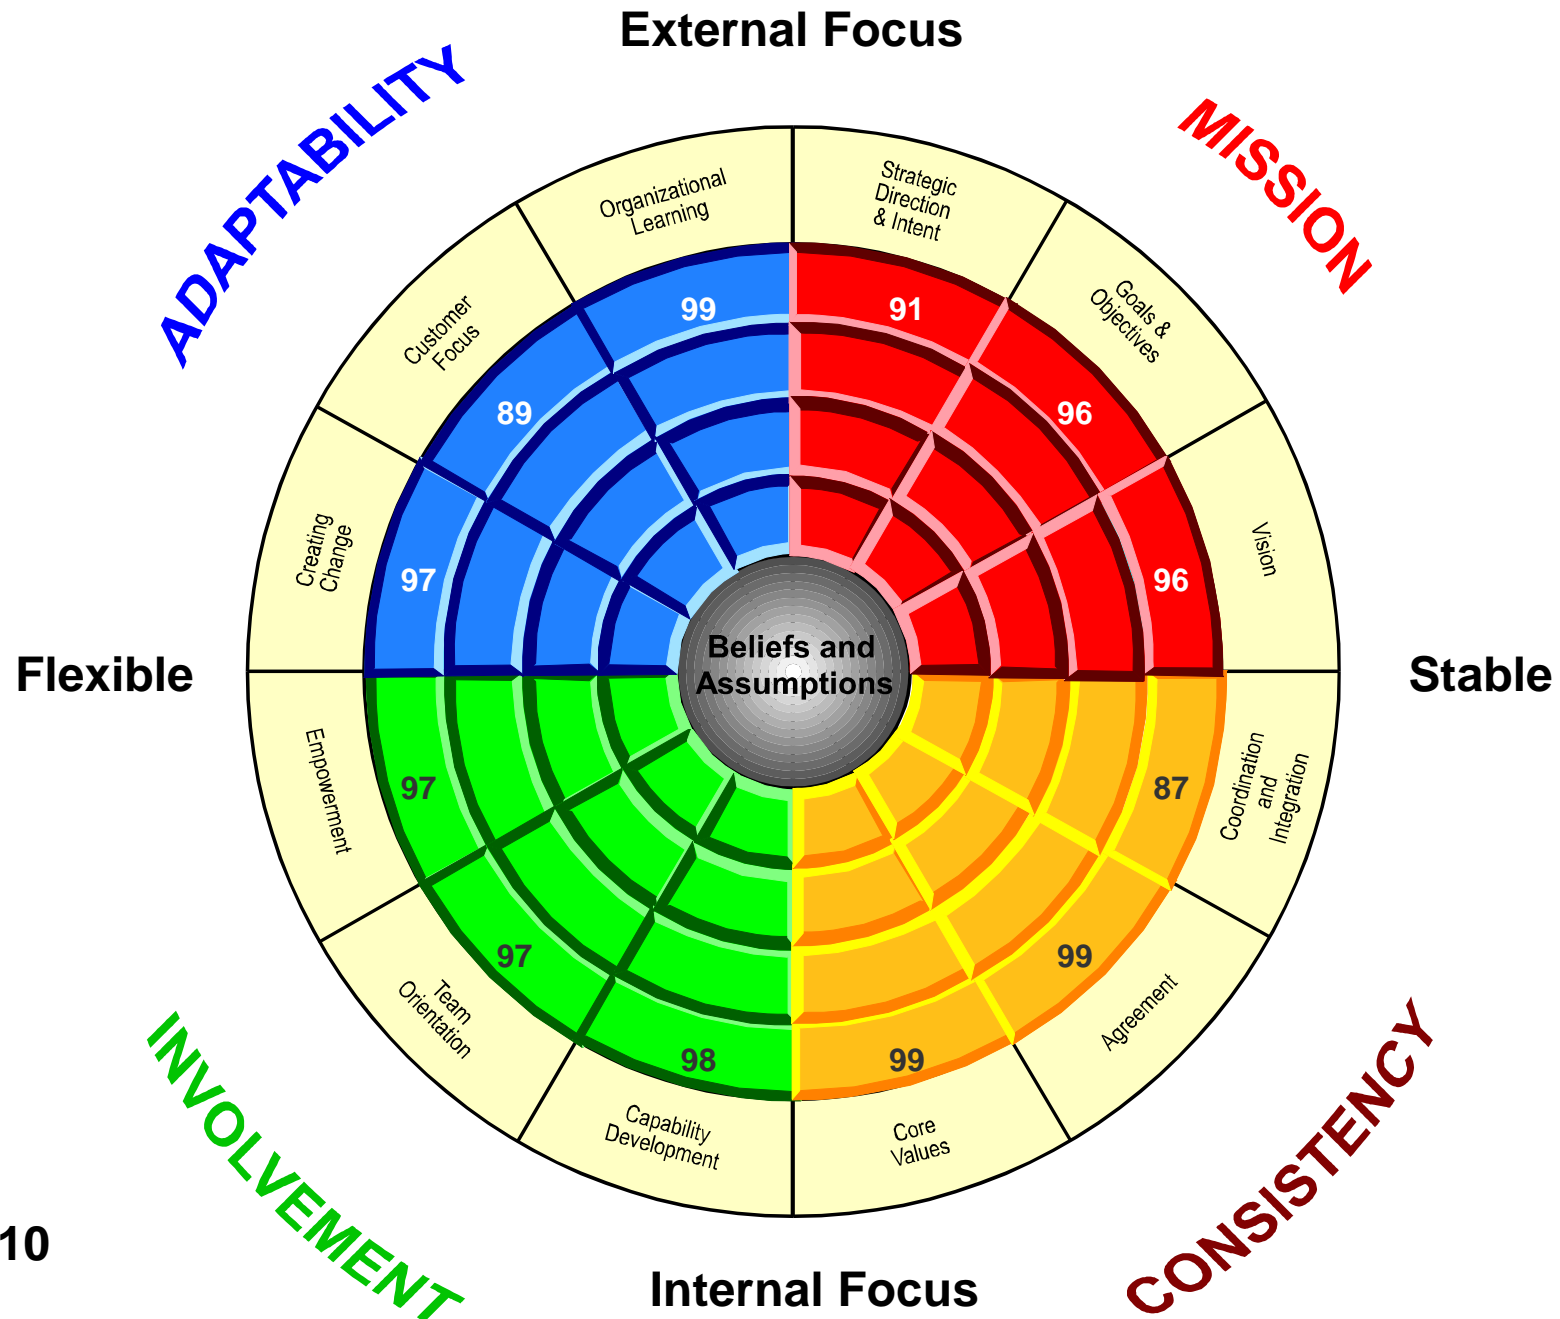 External Focus
ADAPTABILITY
MISSION
Organizational
Learning
Strategic
Direction
& Intent
Customer
Focus
Goals &
Objectives
99
91
89
96
Creating
Change
Vision
97
96
Flexible
Beliefs and
Assumptions
Stable
Empowerment
97
87
Coordination
and
Integration
97
99
Team
Orientation
Agreement
98
99
Capability
Development
Core
Values
INVOLVEMENT
CONSISTENCY
10
Internal Focus